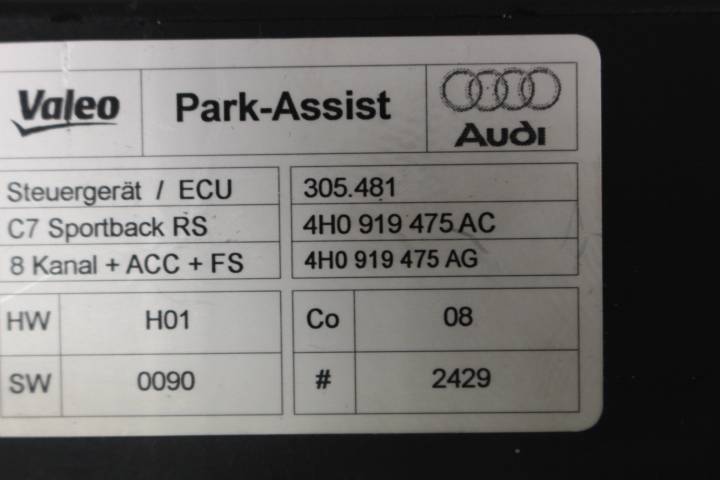 Valeo Park-Assist Audi
Steuergerät / ECU 305.481
C7 Sportback RS 4H0 919 475 AC
8 Kanal + ACC + FS 4H0 919 475 AG
HW H01 Co 08
SW 0090 # 2429